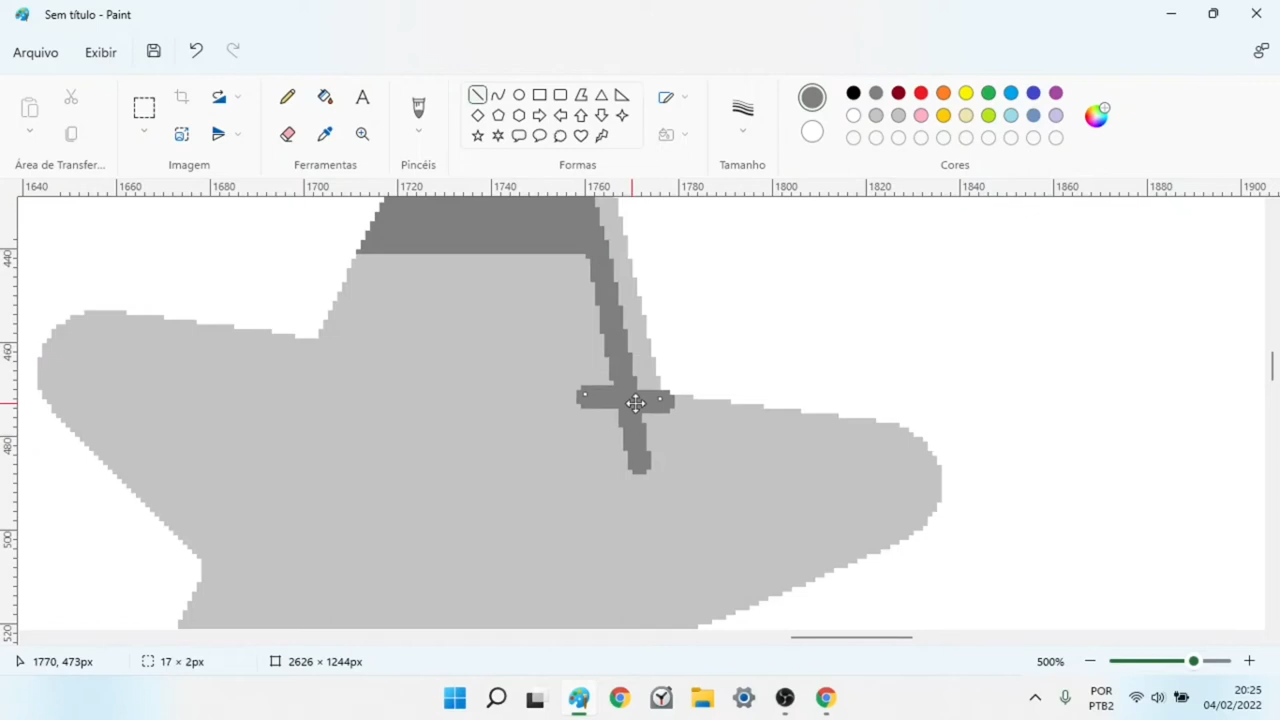 Sem título - Paint
Arquivo Exibir
Área de Transfer... Imagem Ferramentas Pincéis Formas Tamanho Cores
1640 1660 1680 1700 1720 1740 1760 1780 1800 1820 1840 1860 1880 1900
440
460
480
500
520
1770, 473px 17 × 2px 2626 × 1244px 500%
POR
PTB2
20:25
04/02/2022